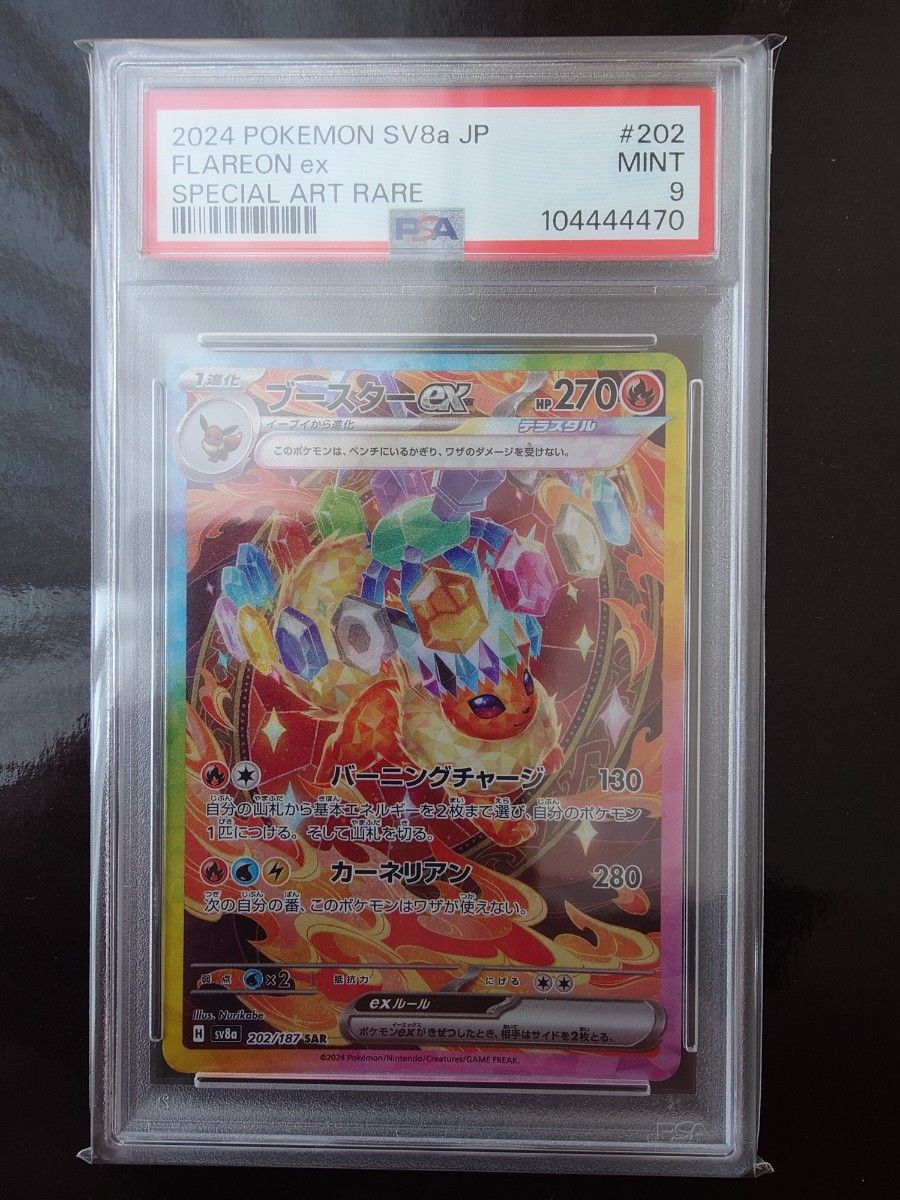 2024 POKEMON SV8a JP #202
FLAREON ex MINT
SPECIAL ART RARE 9
PSA 104444470
1進化 ブースターex HP270
イーブイから進化 テラスタル
このポケモンは、ベンチにいるかぎり、ワザのダメージを受けない。
バーニングチャージ 130
自分の山札から基本エネルギーを2枚まで選び、自分のポケモン
1匹につける。そして山札を切る。
カーネリアン 280
次の自分の番、このポケモンはワザが使えない。
弱点 ×2 抵抗力 にげる
exルール
ポケモンexがきぜつしたとき、相手はサイドを2枚とる。
Illus. Nurikabe
H sv8a 202/187 SAR
©2024 Pokémon/Nintendo/Creatures/GAME FREAK.
PSA